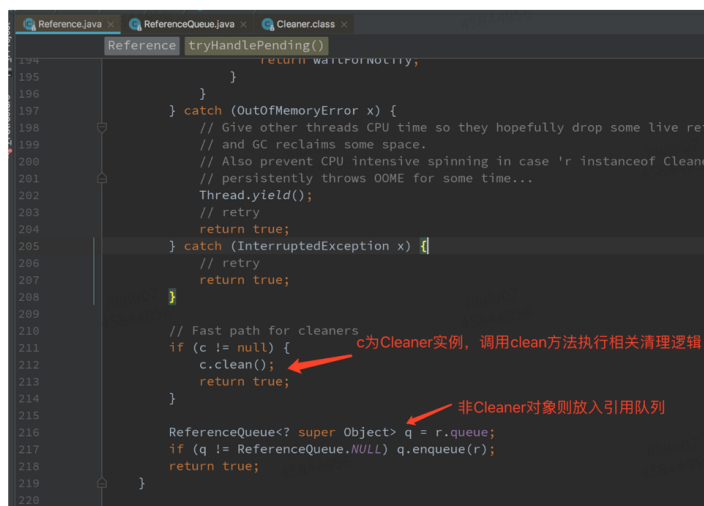 Reference.java × ReferenceQueue.java × Cleaner.class ×
Reference tryHandlePending()
194 return waitForNotify;
195 }
196 }
197 } catch (OutOfMemoryError x) {
198 // Give other threads CPU time so they hopefully drop some live re
199 // and GC reclaims some space.
200 // Also prevent CPU intensive spinning in case 'r instanceof Clean
201 // persistently throws OOME for some time...
202 Thread.yield();
203 // retry
204 return true;
205 } catch (InterruptedException x) {
206 // retry
207 return true;
208 }
209
210 // Fast path for cleaners
211 if (c != null) {
c为Cleaner实例，调用clean方法执行相关清理逻辑
212 c.clean();
213 return true;
214 }
非Cleaner对象则放入引用队列
215
216 ReferenceQueue<? super Object> q = r.queue;
217 if (q != ReferenceQueue.NULL) q.enqueue(r);
218 return true;
219 }
220